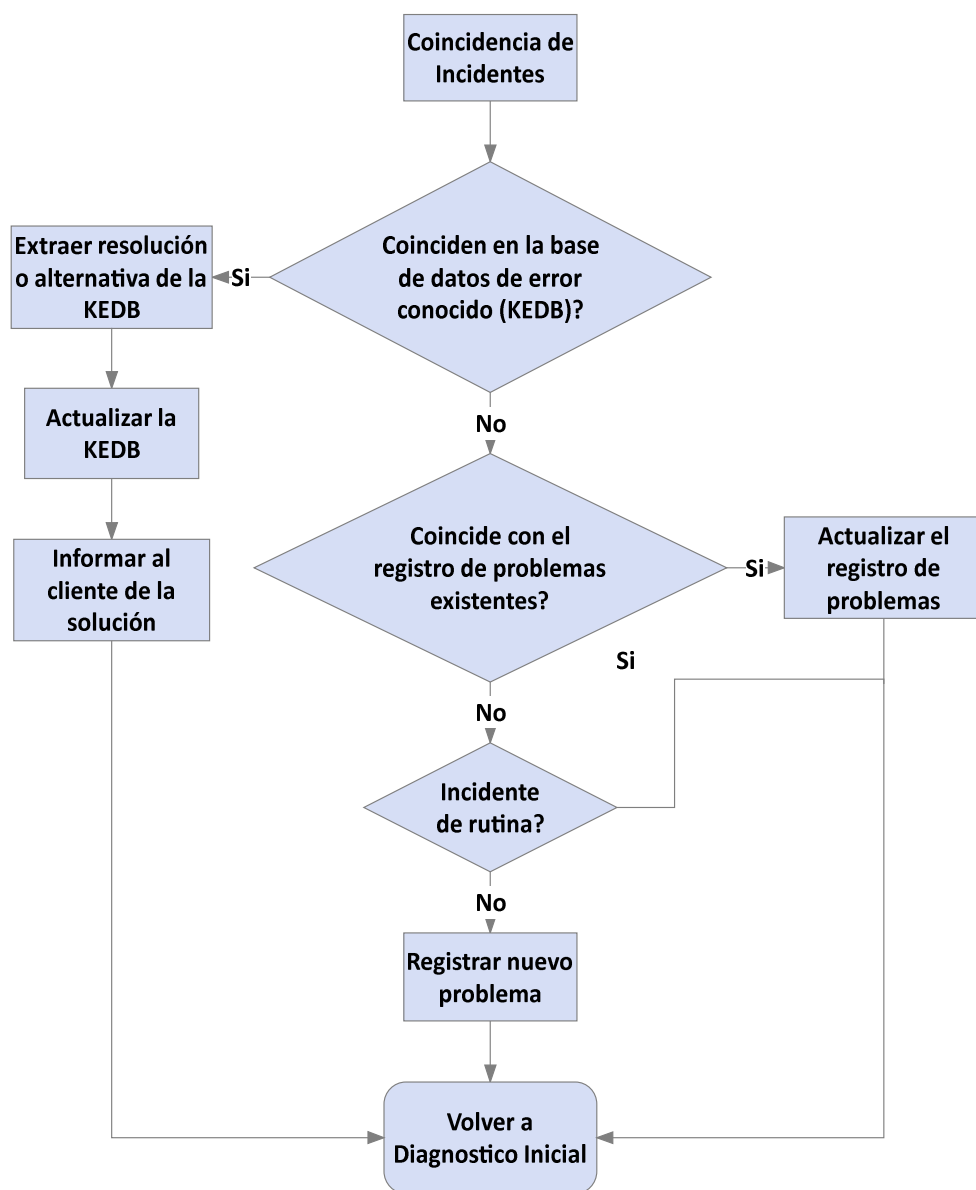 Coincidencia de
Incidentes
Coinciden en la base
de datos de error
conocido (KEDB)?
Si
Extraer resolución
o alternativa de la
KEDB
Actualizar la
KEDB
Informar al
cliente de la
solución
No
Coincide con el
registro de problemas
existentes?
Si
Actualizar el
registro de
problemas
Si
No
Incidente
de rutina?
No
Registrar nuevo
problema
Volver a
Diagnostico Inicial